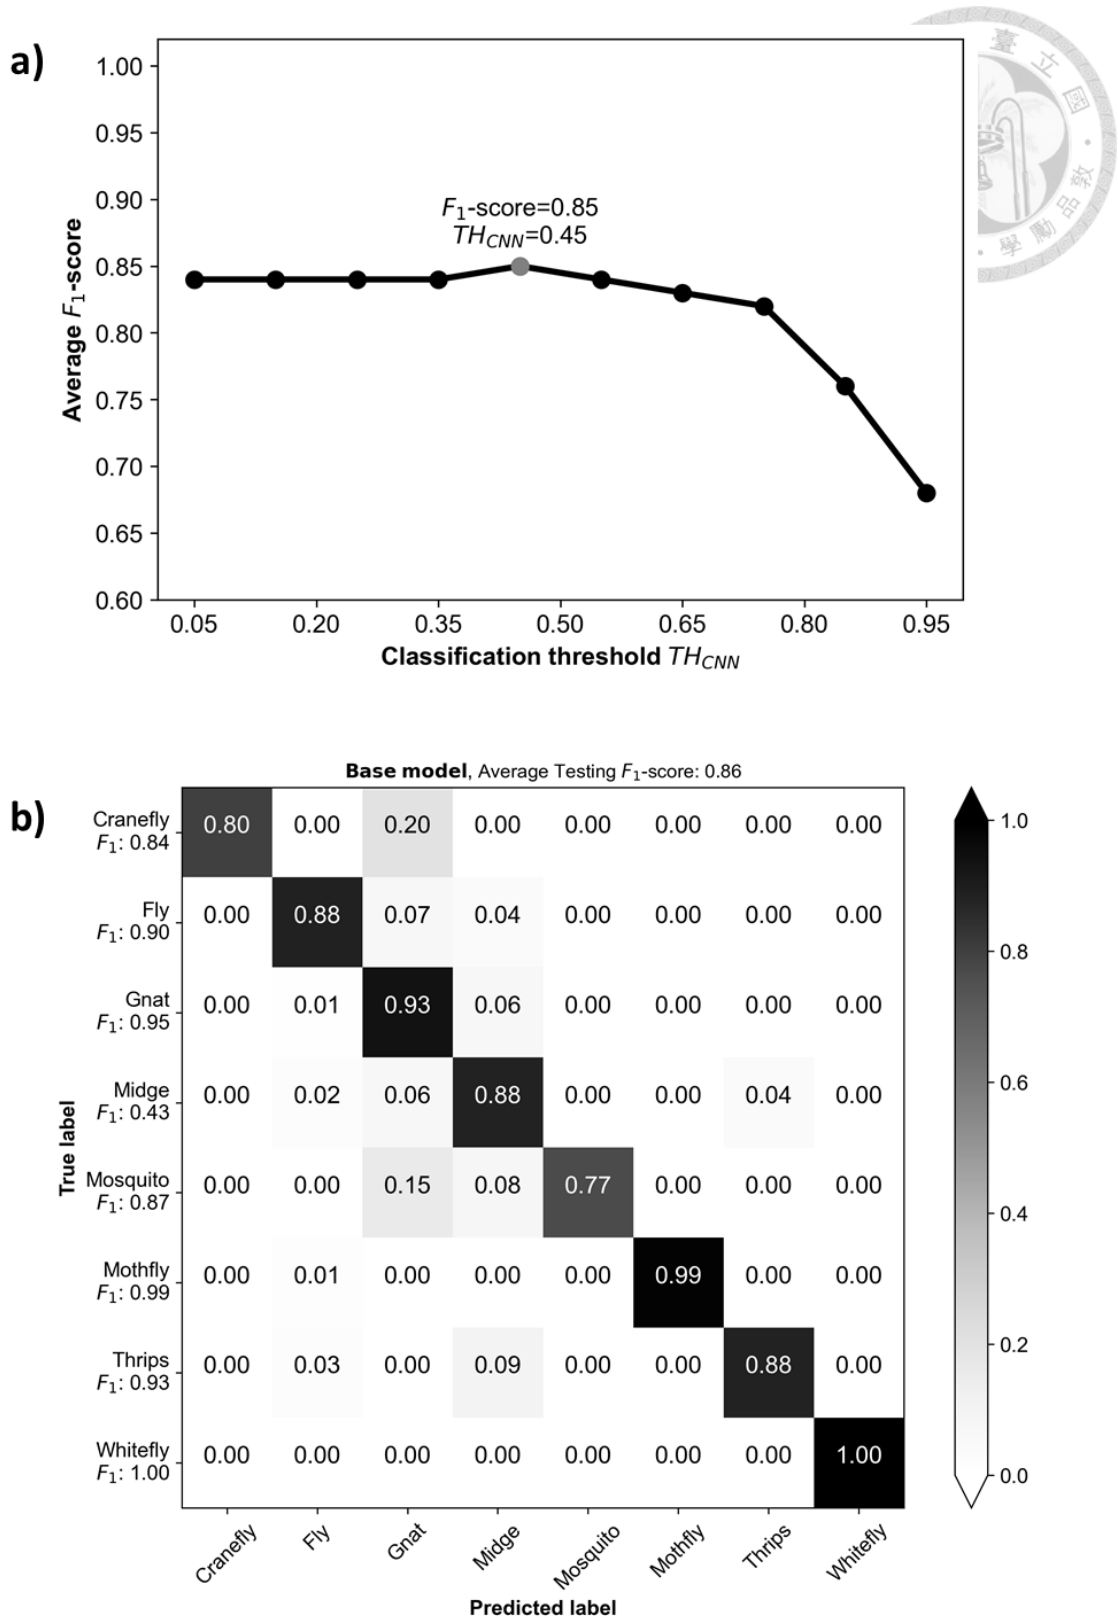 a)
1.00
0.95
0.90
0.85
0.80
0.75
0.70
0.65
0.60
Average F1-score
F1-score=0.85
THCNN=0.45
0.05 0.20 0.35 0.50 0.65 0.80 0.95
Classification threshold THCNN
臺立國
敦品勵學
b)
Base model, Average Testing F1-score: 0.86
True label
Cranefly 0.80 0.00 0.20 0.00 0.00 0.00 0.00 0.00
F1: 0.84
Fly 0.00 0.88 0.07 0.04 0.00 0.00 0.00 0.00
F1: 0.90
Gnat 0.00 0.01 0.93 0.06 0.00 0.00 0.00 0.00
F1: 0.95
Midge 0.00 0.02 0.06 0.88 0.00 0.00 0.04 0.00
F1: 0.43
Mosquito 0.00 0.00 0.15 0.08 0.77 0.00 0.00 0.00
F1: 0.87
Mothfly 0.00 0.01 0.00 0.00 0.00 0.99 0.00 0.00
F1: 0.99
Thrips 0.00 0.03 0.00 0.09 0.00 0.00 0.88 0.00
F1: 0.93
Whitefly 0.00 0.00 0.00 0.00 0.00 0.00 0.00 1.00
F1: 1.00
Cranefly Fly Gnat Midge Mosquito Mothfly Thrips Whitefly
Predicted label
1.0
0.8
0.6
0.4
0.2
0.0